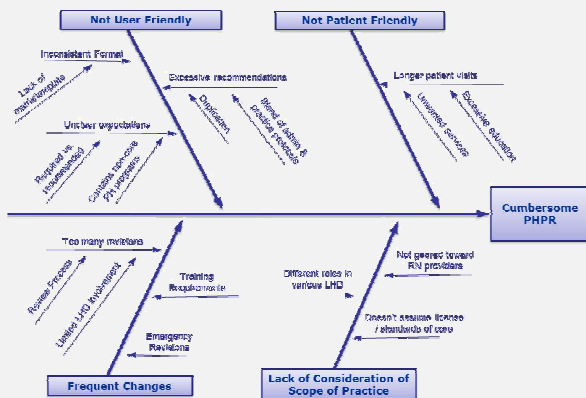 Not User Friendly
Not Patient Friendly
Inconsistent Format
Lack of
Excessive recommendations
Duplication
Blend of admin &
practice protocols
Longer patient visits
Unwanted services
Excessive education
Unclear expectations
Required vs.
recommended
Contains non-core
PH programs
Cumbersome
PHPR
Too many revisions
Review Process
Limited LHD involvement
Training
Requirements
Emergency
Revisions
Different roles in
various LHD
Not geared toward
RN providers
Doesn't assume license
/ standards of care
Frequent Changes
Lack of Consideration of
Scope of Practice